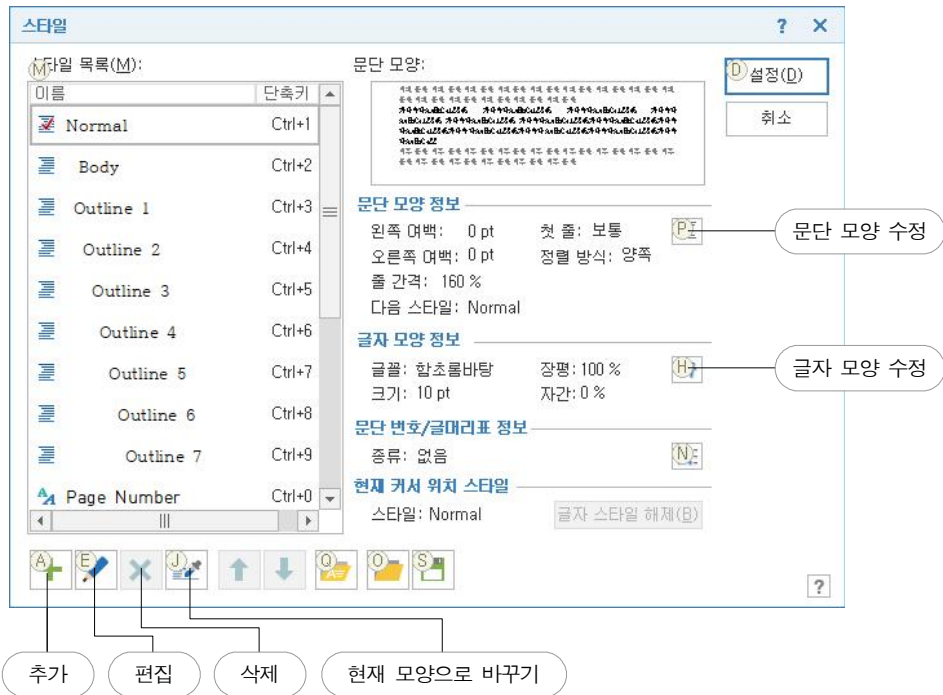 스타일
스타일 목록(M):
이름 단축키
Normal Ctrl+1
Body Ctrl+2
Outline 1 Ctrl+3
Outline 2 Ctrl+4
Outline 3 Ctrl+5
Outline 4 Ctrl+6
Outline 5 Ctrl+7
Outline 6 Ctrl+8
Outline 7 Ctrl+9
Page Number Ctrl+0
문단 모양:
문단 모양 정보
왼쪽 여백: 0 pt 첫 줄: 보통
오른쪽 여백: 0 pt 정렬 방식: 양쪽
줄 간격: 160 %
다음 스타일: Normal
글자 모양 정보
글꼴: 함초롬바탕 장평: 100 %
크기: 10 pt 자간: 0 %
문단 번호/글머리표 정보
종류: 없음
현재 커서 위치 스타일
스타일: Normal 글자 스타일 해제(B)
D 설정(D)
취소
M
P
H
N
A E J Q O S
문단 모양 수정
글자 모양 수정
추가 편집 삭제 현재 모양으로 바꾸기